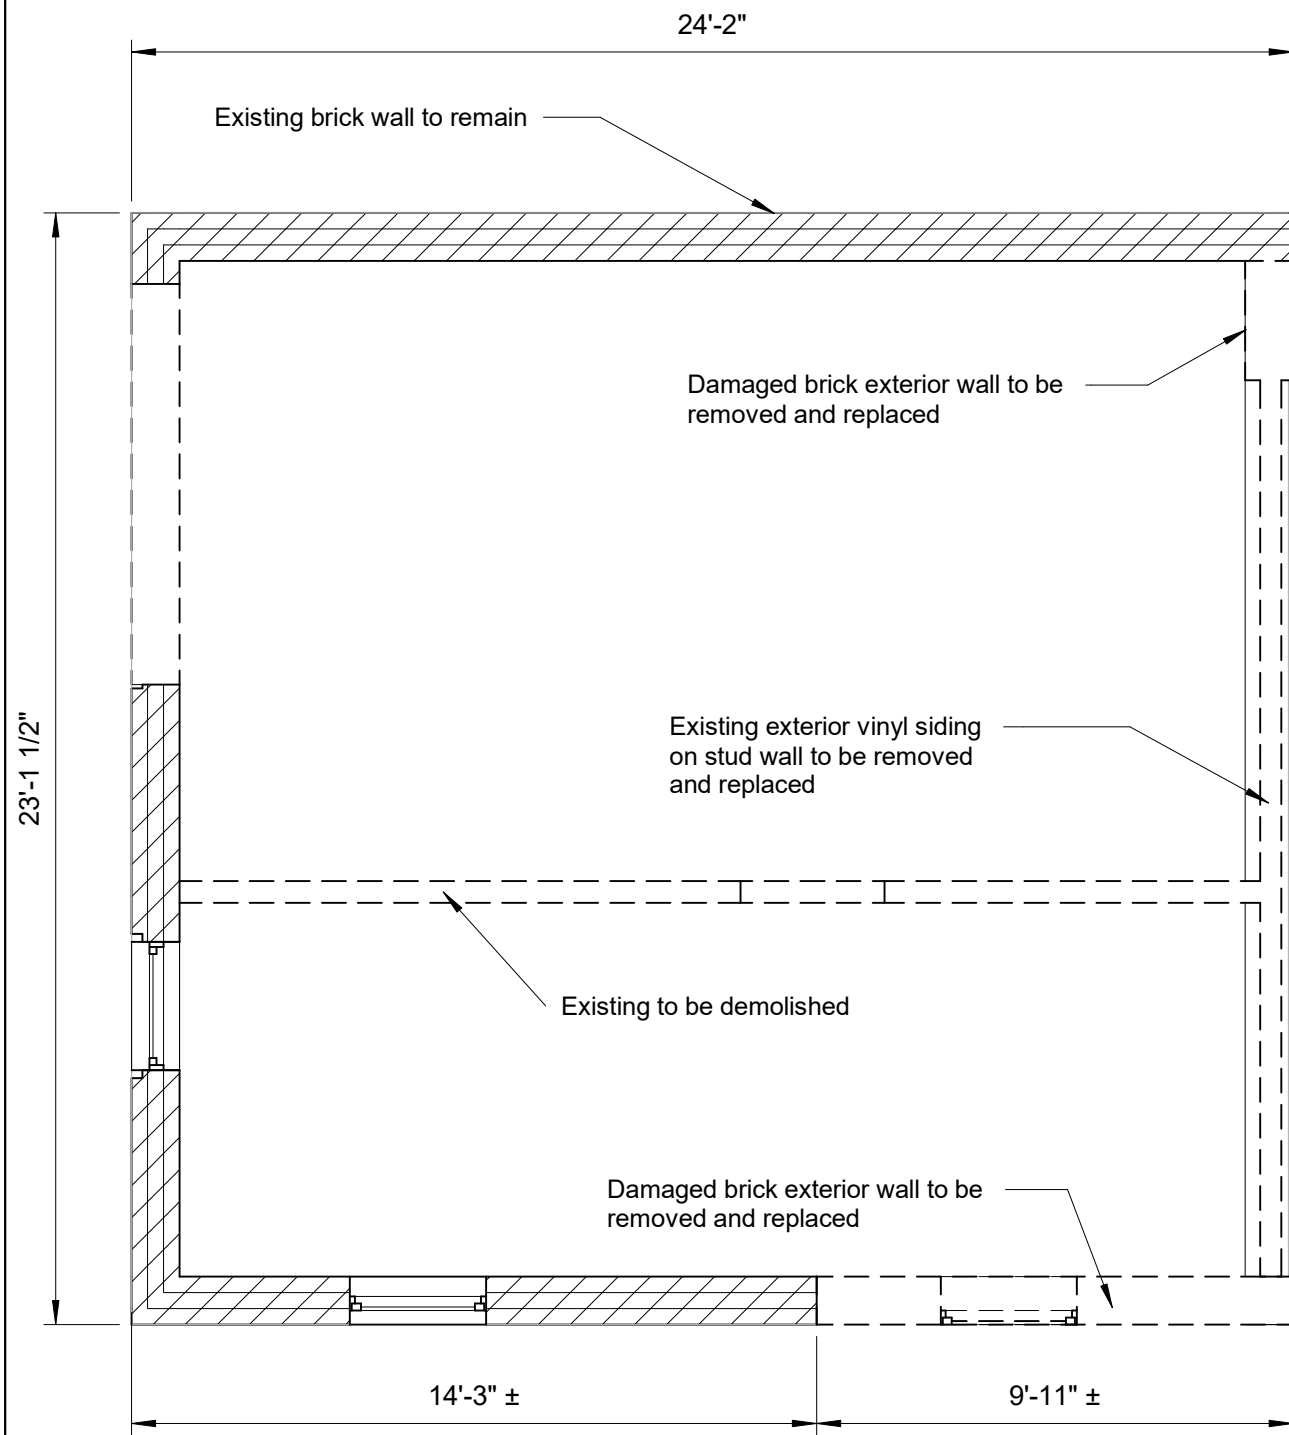 24'-2"
Existing brick wall to remain
Damaged brick exterior wall to be
removed and replaced
23'-1 1/2"
Existing exterior vinyl siding
on stud wall to be removed
and replaced
Existing to be demolished
Damaged brick exterior wall to be
removed and replaced
14'-3" ±
9'-11" ±